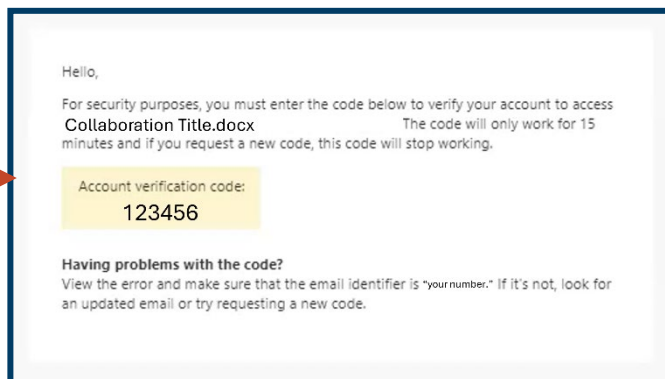 Hello,
For security purposes, you must enter the code below to verify your account to access
Collaboration Title.docx The code will only work for 15
minutes and if you request a new code, this code will stop working.
Account verification code:
123456
Having problems with the code?
View the error and make sure that the email identifier is "your number." If it's not, look for
an updated email or try requesting a new code.